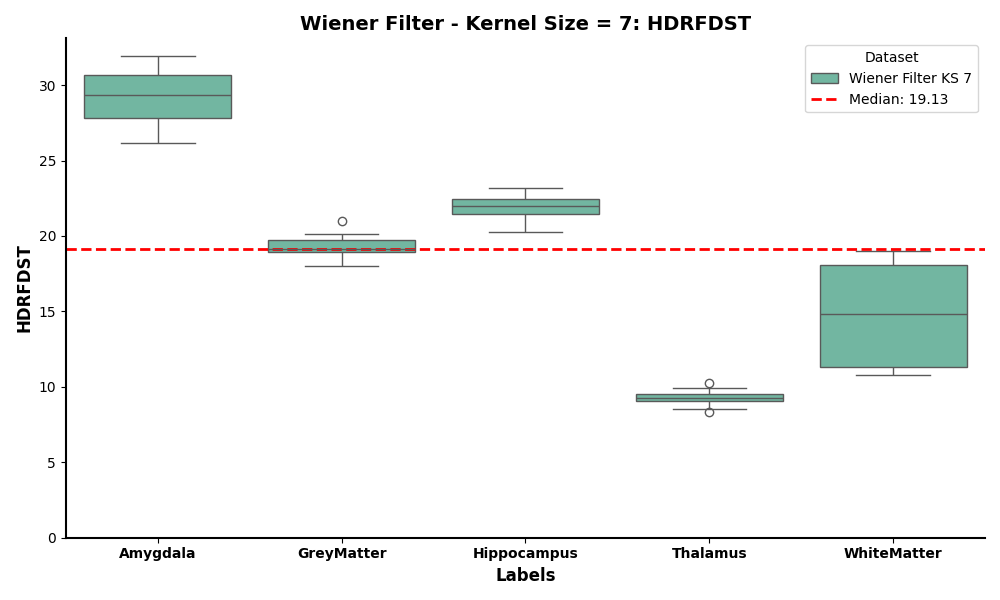 Wiener Filter - Kernel Size = 7: HDRFDST
Dataset
Wiener Filter KS 7
Median: 19.13
HDRFDST
30
25
20
15
10
5
0
Amygdala GreyMatter Hippocampus Thalamus WhiteMatter
Labels